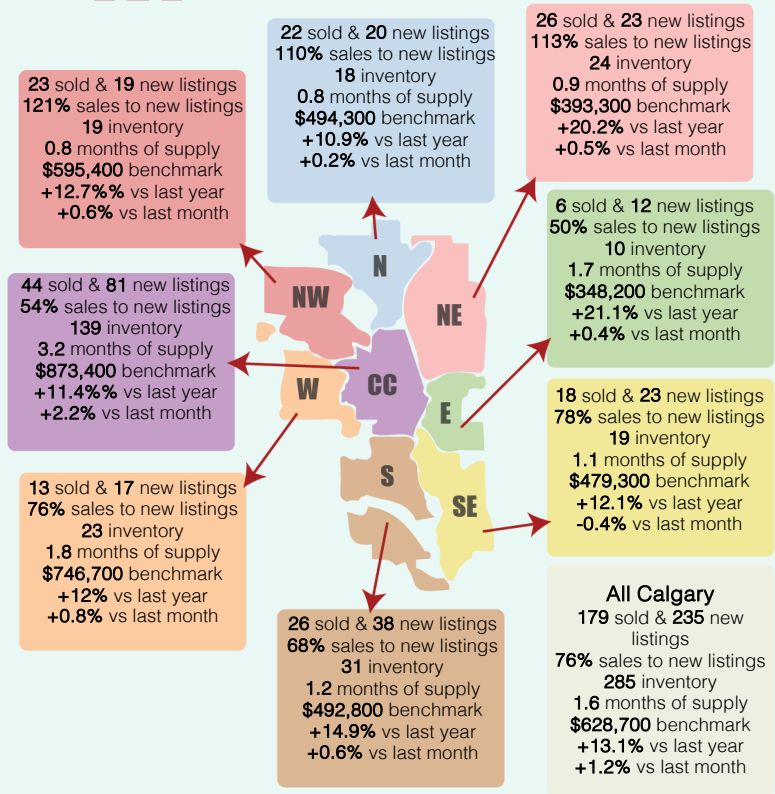 22 sold & 20 new listings
110% sales to new listings
18 inventory
0.8 months of supply
$494,300 benchmark
+10.9% vs last year
+0.2% vs last month
26 sold & 23 new listings
113% sales to new listings
24 inventory
0.9 months of supply
$393,300 benchmark
+20.2% vs last year
+0.5% vs last month
23 sold & 19 new listings
121% sales to new listings
19 inventory
0.8 months of supply
$595,400 benchmark
+12.7%% vs last year
+0.6% vs last month
6 sold & 12 new listings
50% sales to new listings
10 inventory
1.7 months of supply
$348,200 benchmark
+21.1% vs last year
+0.4% vs last month
44 sold & 81 new listings
54% sales to new listings
139 inventory
3.2 months of supply
$873,400 benchmark
+11.4%% vs last year
+2.2% vs last month
N
NW
NE
W
CC
E
S
SE
18 sold & 23 new listings
78% sales to new listings
19 inventory
1.1 months of supply
$479,300 benchmark
+12.1% vs last year
-0.4% vs last month
13 sold & 17 new listings
76% sales to new listings
23 inventory
1.8 months of supply
$746,700 benchmark
+12% vs last year
+0.8% vs last month
26 sold & 38 new listings
68% sales to new listings
31 inventory
1.2 months of supply
$492,800 benchmark
+14.9% vs last year
+0.6% vs last month
All Calgary
179 sold & 235 new
listings
76% sales to new listings
285 inventory
1.6 months of supply
$628,700 benchmark
+13.1% vs last year
+1.2% vs last month